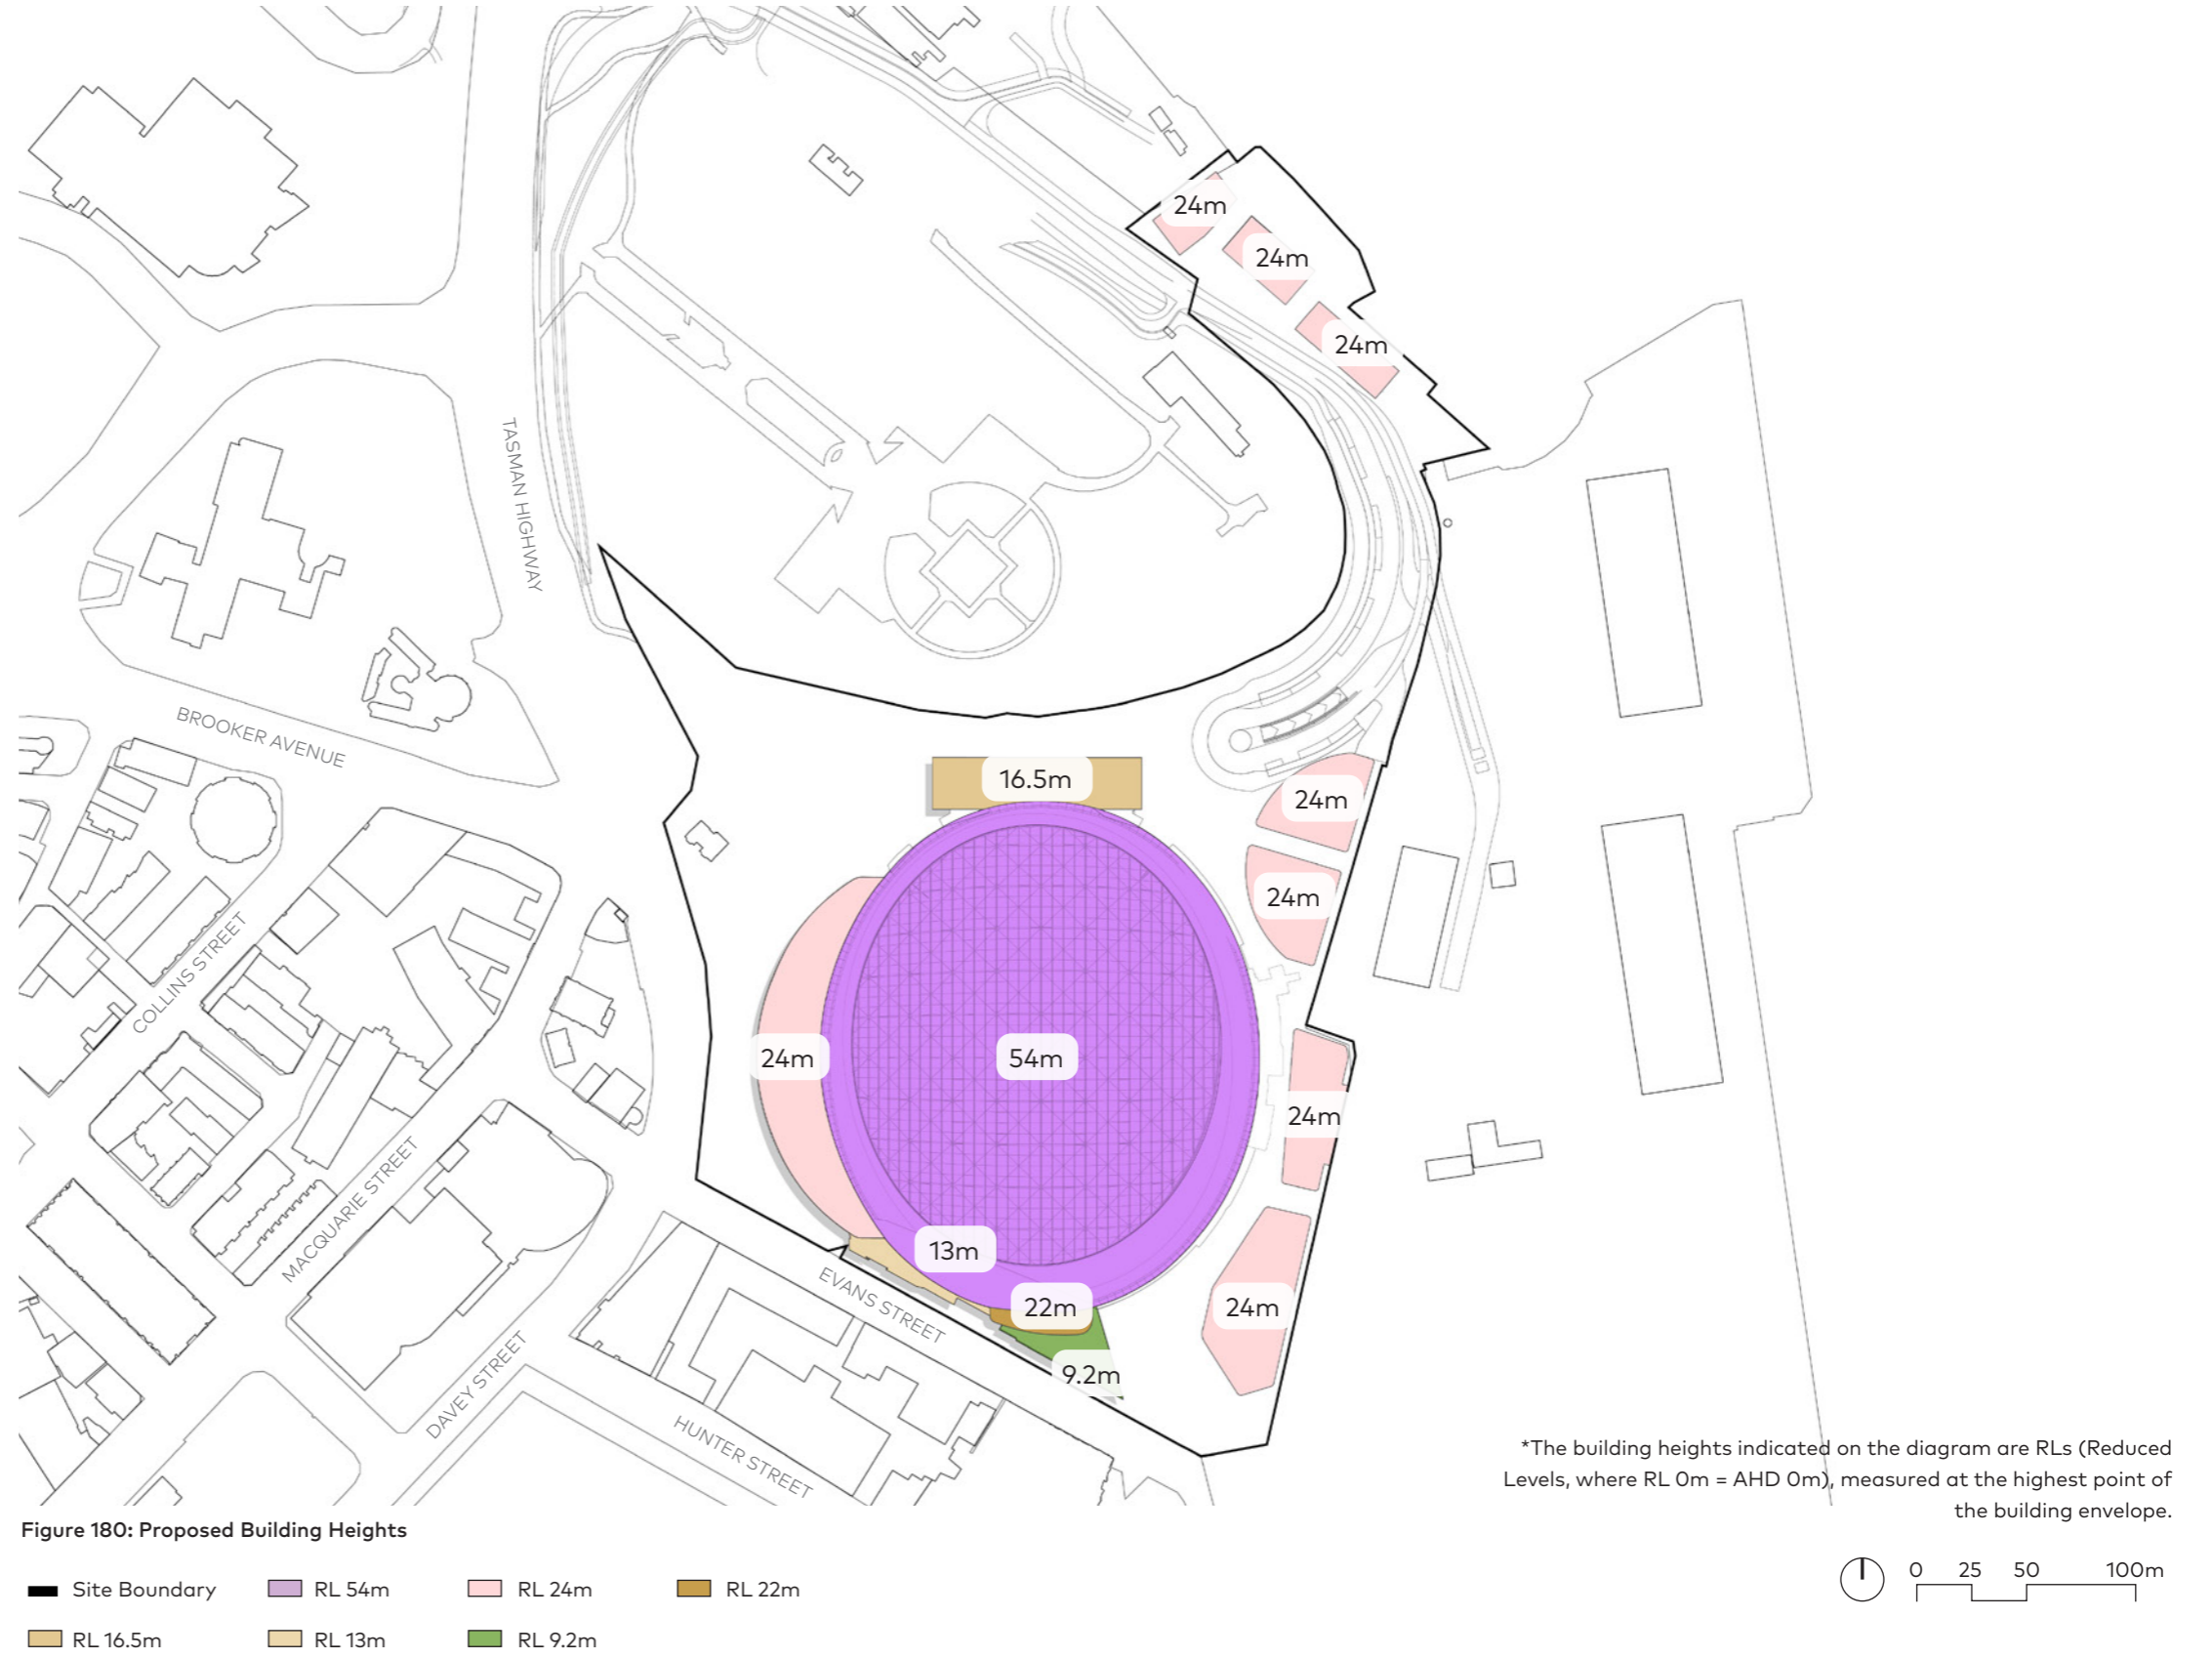 24m
24m
24m
TASMAN HIGHWAY
BROOKER AVENUE
16.5m
24m
24m
COLLINS STREET
24m
54m
24m
MACQUARIE STREET
13m
EVANS STREET
22m
24m
9.2m
DAVEY STREET
HUNTER STREET
*The building heights indicated on the diagram are RLs (Reduced
Levels, where RL 0m = AHD 0m), measured at the highest point of
the building envelope.
Figure 180: Proposed Building Heights
Site Boundary
RL 54m
RL 24m
RL 22m
RL 16.5m
RL 13m
RL 9.2m
0 25 50 100m